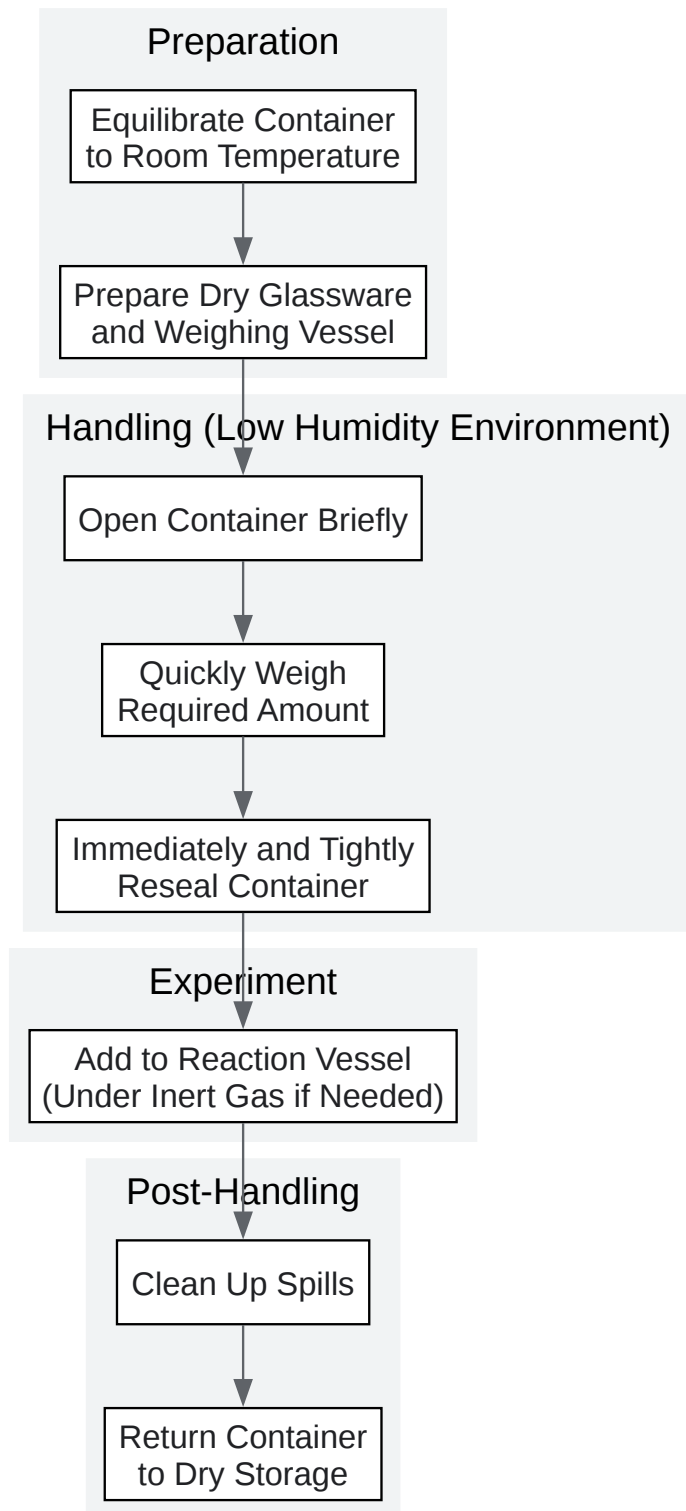 Preparation
Equilibrate Container
to Room Temperature
Prepare Dry Glassware
and Weighing Vessel
Handling (Low Humidity Environment)
Open Container Briefly
Quickly Weigh
Required Amount
Immediately and Tightly
Reseal Container
Experiment
Add to Reaction Vessel
(Under Inert Gas if Needed)
Post-Handling
Clean Up Spills
Return Container
to Dry Storage